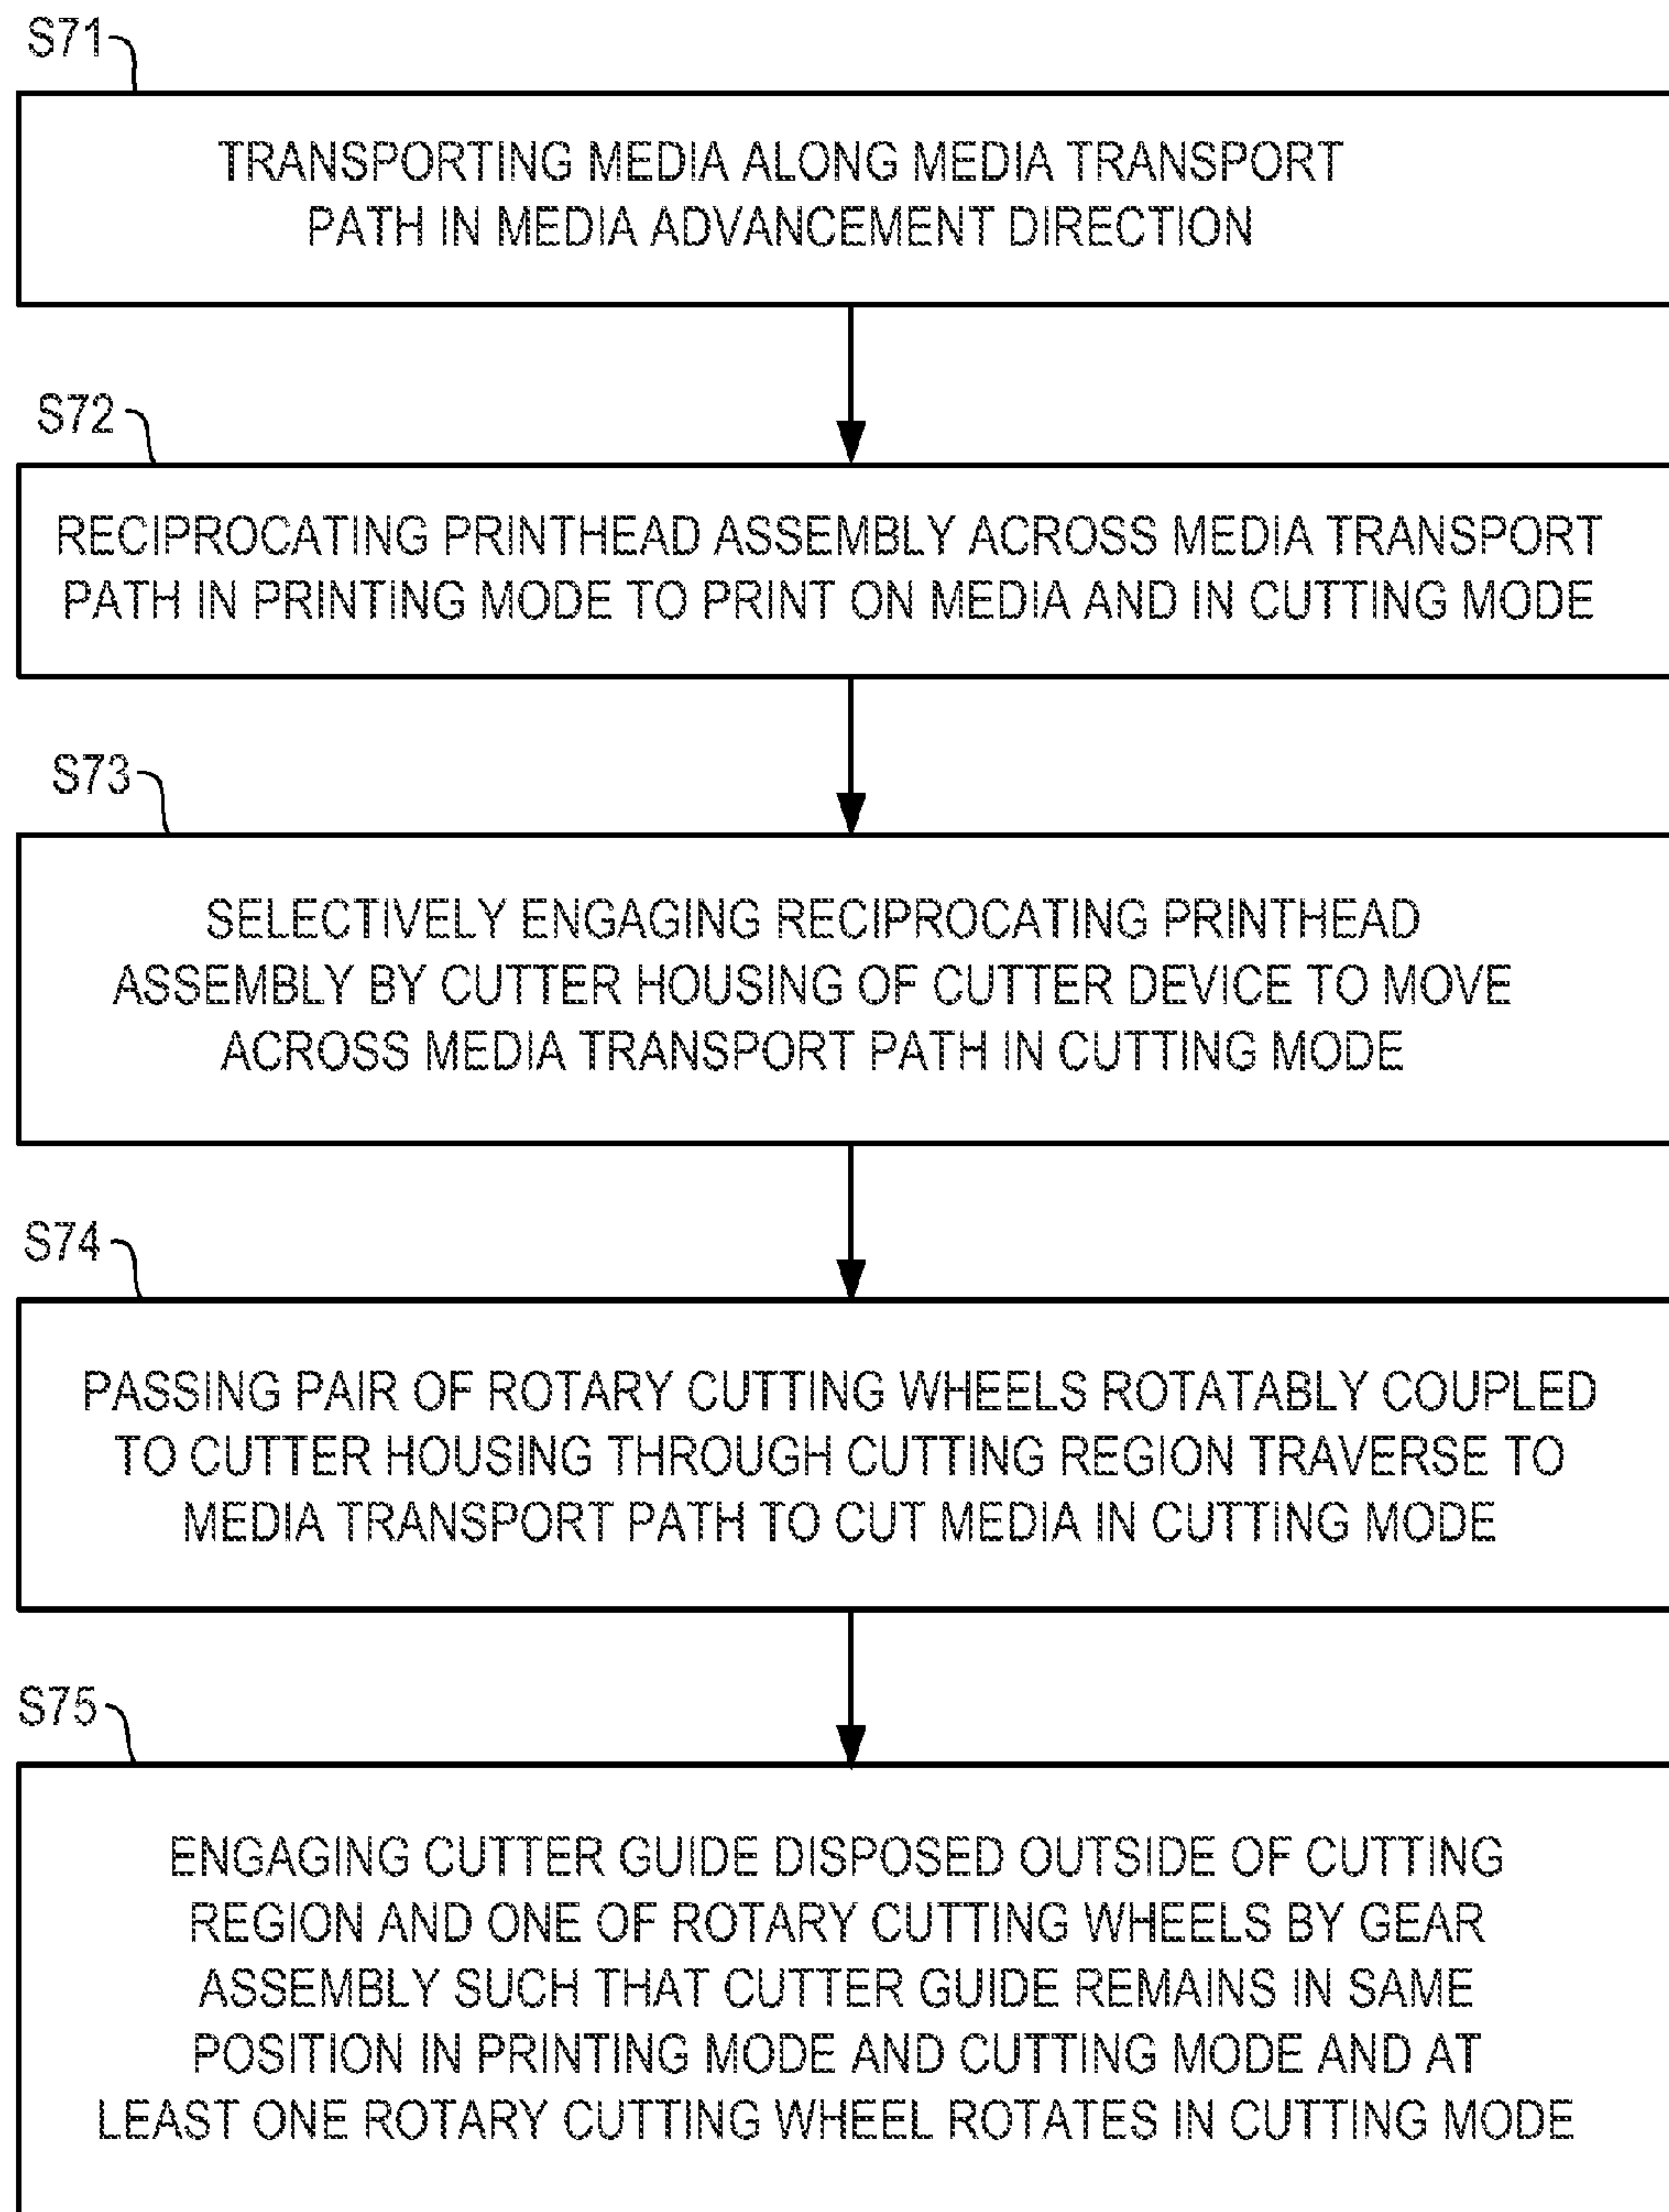 S71
TRANSPORTING MEDIA ALONG MEDIA TRANSPORT
PATH IN MEDIA ADVANCEMENT DIRECTION
S72
RECIPROCATING PRINTHEAD ASSEMBLY ACROSS MEDIA TRANSPORT
PATH IN PRINTING MODE TO PRINT ON MEDIA AND IN CUTTING MODE
S73
SELECTIVELY ENGAGING RECIPROCATING PRINTHEAD
ASSEMBLY BY CUTTER HOUSING OF CUTTER DEVICE TO MOVE
ACROSS MEDIA TRANSPORT PATH IN CUTTING MODE
S74
PASSING PAIR OF ROTARY CUTTING WHEELS ROTATABLY COUPLED
TO CUTTER HOUSING THROUGH CUTTING REGION TRAVERSE TO
MEDIA TRANSPORT PATH TO CUT MEDIA IN CUTTING MODE
S75
ENGAGING CUTTER GUIDE DISPOSED OUTSIDE OF CUTTING
REGION AND ONE OF ROTARY CUTTING WHEELS BY GEAR
ASSEMBLY SUCH THAT CUTTER GUIDE REMAINS IN SAME
POSITION IN PRINTING MODE AND CUTTING MODE AND AT
LEAST ONE ROTARY CUTTING WHEEL ROTATES IN CUTTING MODE